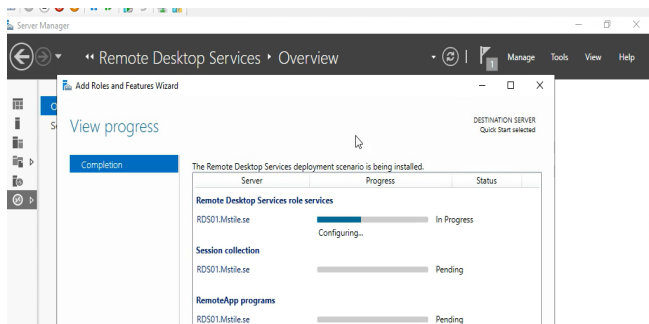 Server Manager
Remote Desktop Services
Overview
1
Manage
Tools
View
Help
Add Roles and Features Wizard
View progress
DESTINATION SERVER
Quick Start selected
Completion
The Remote Desktop Services deployment scenario is being installed.
Server Progress Status
Remote Desktop Services role services
RDS01.Mstile.se In Progress
Configuring...
Session collection
RDS01.Mstile.se Pending
RemoteApp programs
RDS01.Mstile.se Pending